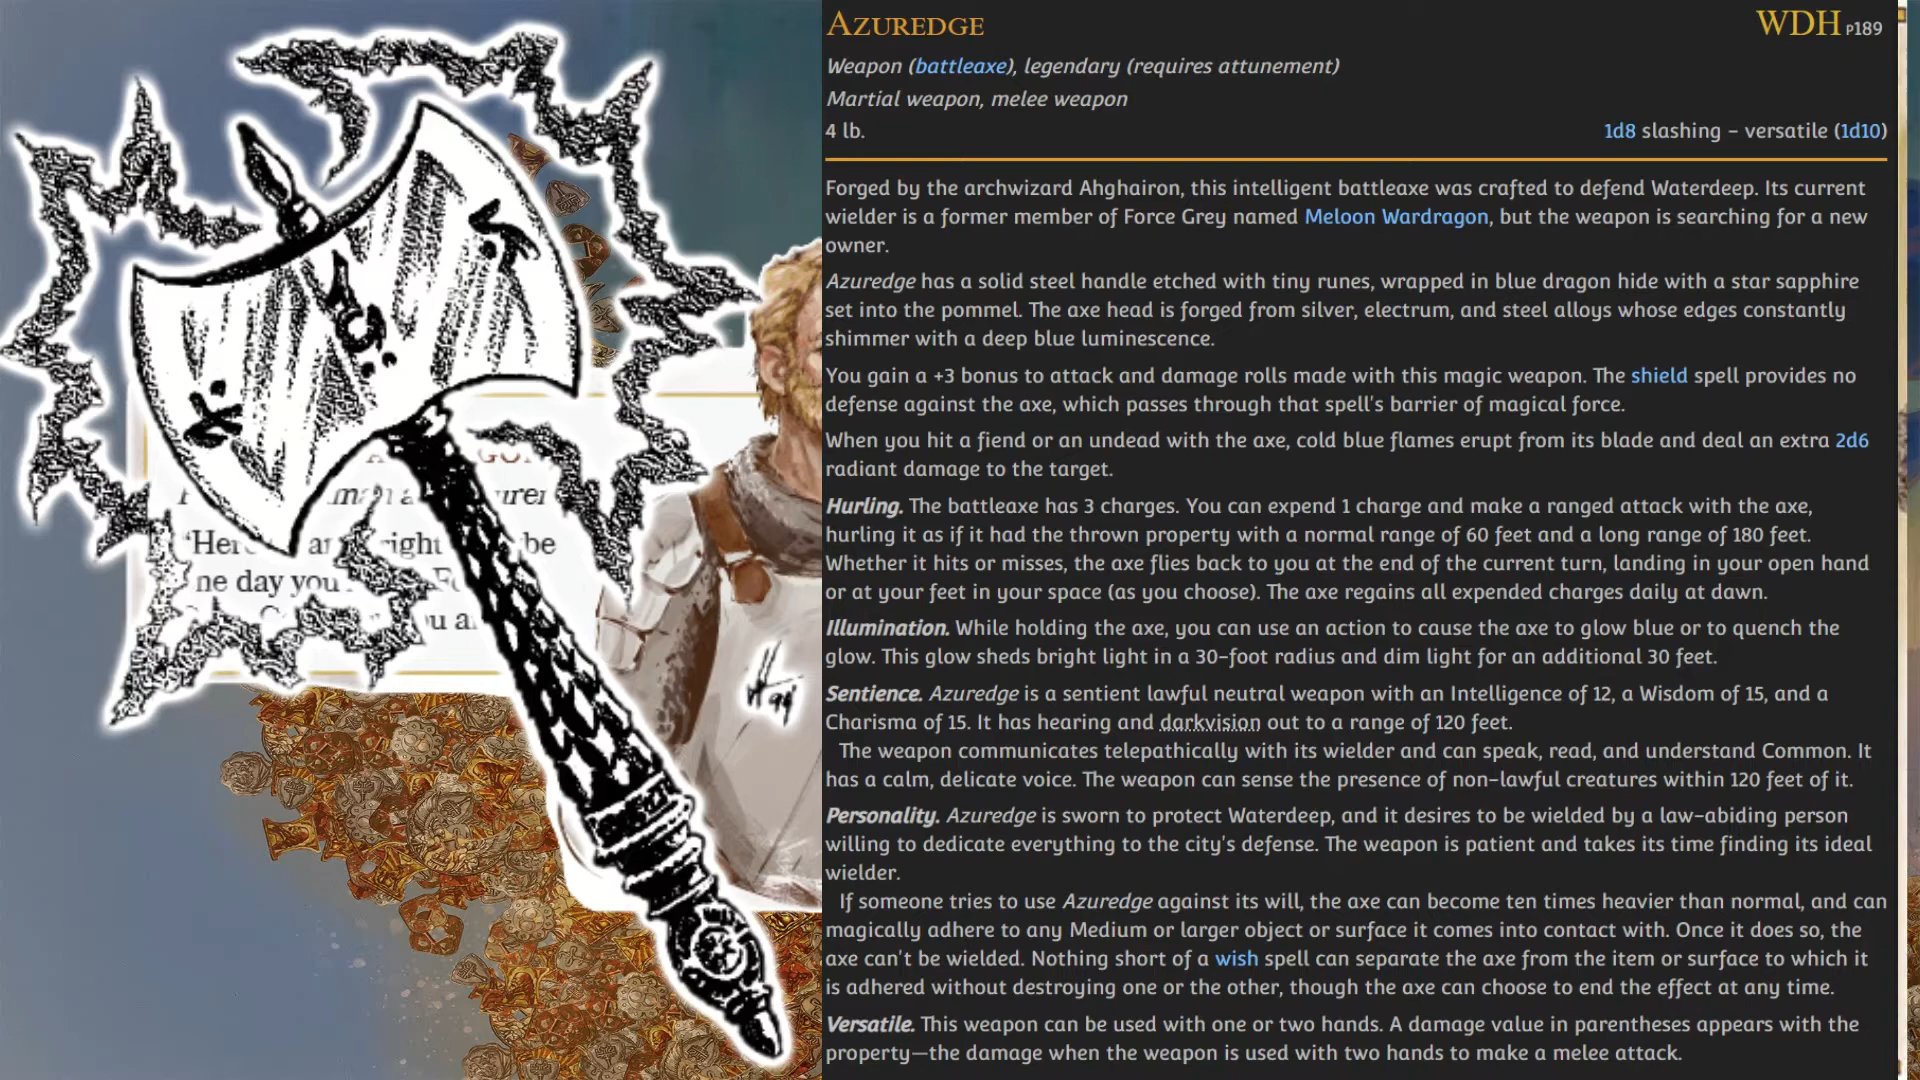 AZUREDGE
WDH P189
Weapon (battleaxe), legendary (requires attunement)
Martial weapon, melee weapon
4 lb.
1d8 slashing – versatile (1d10)
Forged by the archwizard Ahghairon, this intelligent battleaxe was crafted to defend Waterdeep. Its current
wielder is a former member of Force Grey named Meloon Wardragon, but the weapon is searching for a new
owner.
Azuredge has a solid steel handle etched with tiny runes, wrapped in blue dragon hide with a star sapphire
set into the pommel. The axe head is forged from silver, electrum, and steel alloys whose edges constantly
shimmer with a deep blue luminescence.
You gain a +3 bonus to attack and damage rolls made with this magic weapon. The shield spell provides no
defense against the axe, which passes through that spell's barrier of magical force.
When you hit a fiend or an undead with the axe, cold blue flames erupt from its blade and deal an extra 2d6
radiant damage to the target.
Hurling. The battleaxe has 3 charges. You can expend 1 charge and make a ranged attack with the axe,
hurling it as if it had the thrown property with a normal range of 60 feet and a long range of 180 feet.
Whether it hits or misses, the axe flies back to you at the end of the current turn, landing in your open hand
or at your feet in your space (as you choose). The axe regains all expended charges daily at dawn.
Illumination. While holding the axe, you can use an action to cause the axe to glow blue or to quench the
glow. This glow sheds bright light in a 30-foot radius and dim light for an additional 30 feet.
Sentience. Azuredge is a sentient lawful neutral weapon with an Intelligence of 12, a Wisdom of 15, and a
Charisma of 15. It has hearing and darkvision out to a range of 120 feet.
The weapon communicates telepathically with its wielder and can speak, read, and understand Common. It
has a calm, delicate voice. The weapon can sense the presence of non-lawful creatures within 120 feet of it.
Personality. Azuredge is sworn to protect Waterdeep, and it desires to be wielded by a law-abiding person
willing to dedicate everything to the city's defense. The weapon is patient and takes its time finding its ideal
wielder.
If someone tries to use Azuredge against its will, the axe can become ten times heavier than normal, and can
magically adhere to any Medium or larger object or surface it comes into contact with. Once it does so, the
axe can't be wielded. Nothing short of a wish spell can separate the axe from the item or surface to which it
is adhered without destroying one or the other, though the axe can choose to end the effect at any time.
Versatile. This weapon can be used with one or two hands. A damage value in parentheses appears with the
property—the damage when the weapon is used with two hands to make a melee attack.
right
be
day you